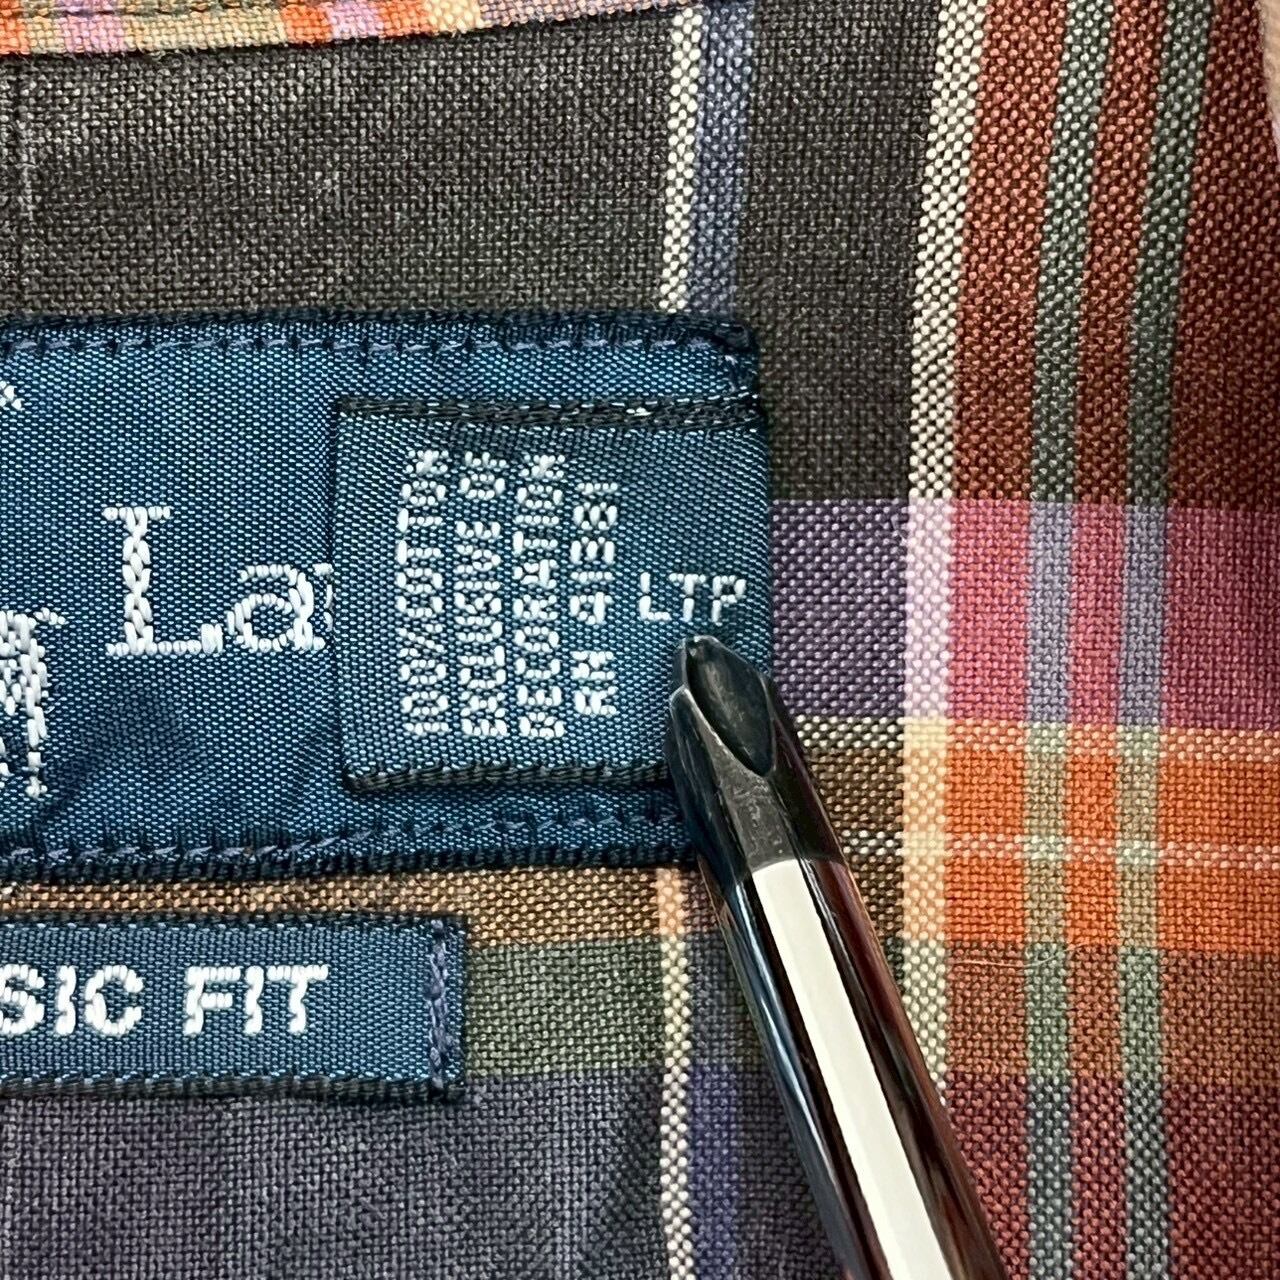 La
100%COTTON
EXCLUSIVE OF
DECORATION
RN 41381
LTP
SIC FIT